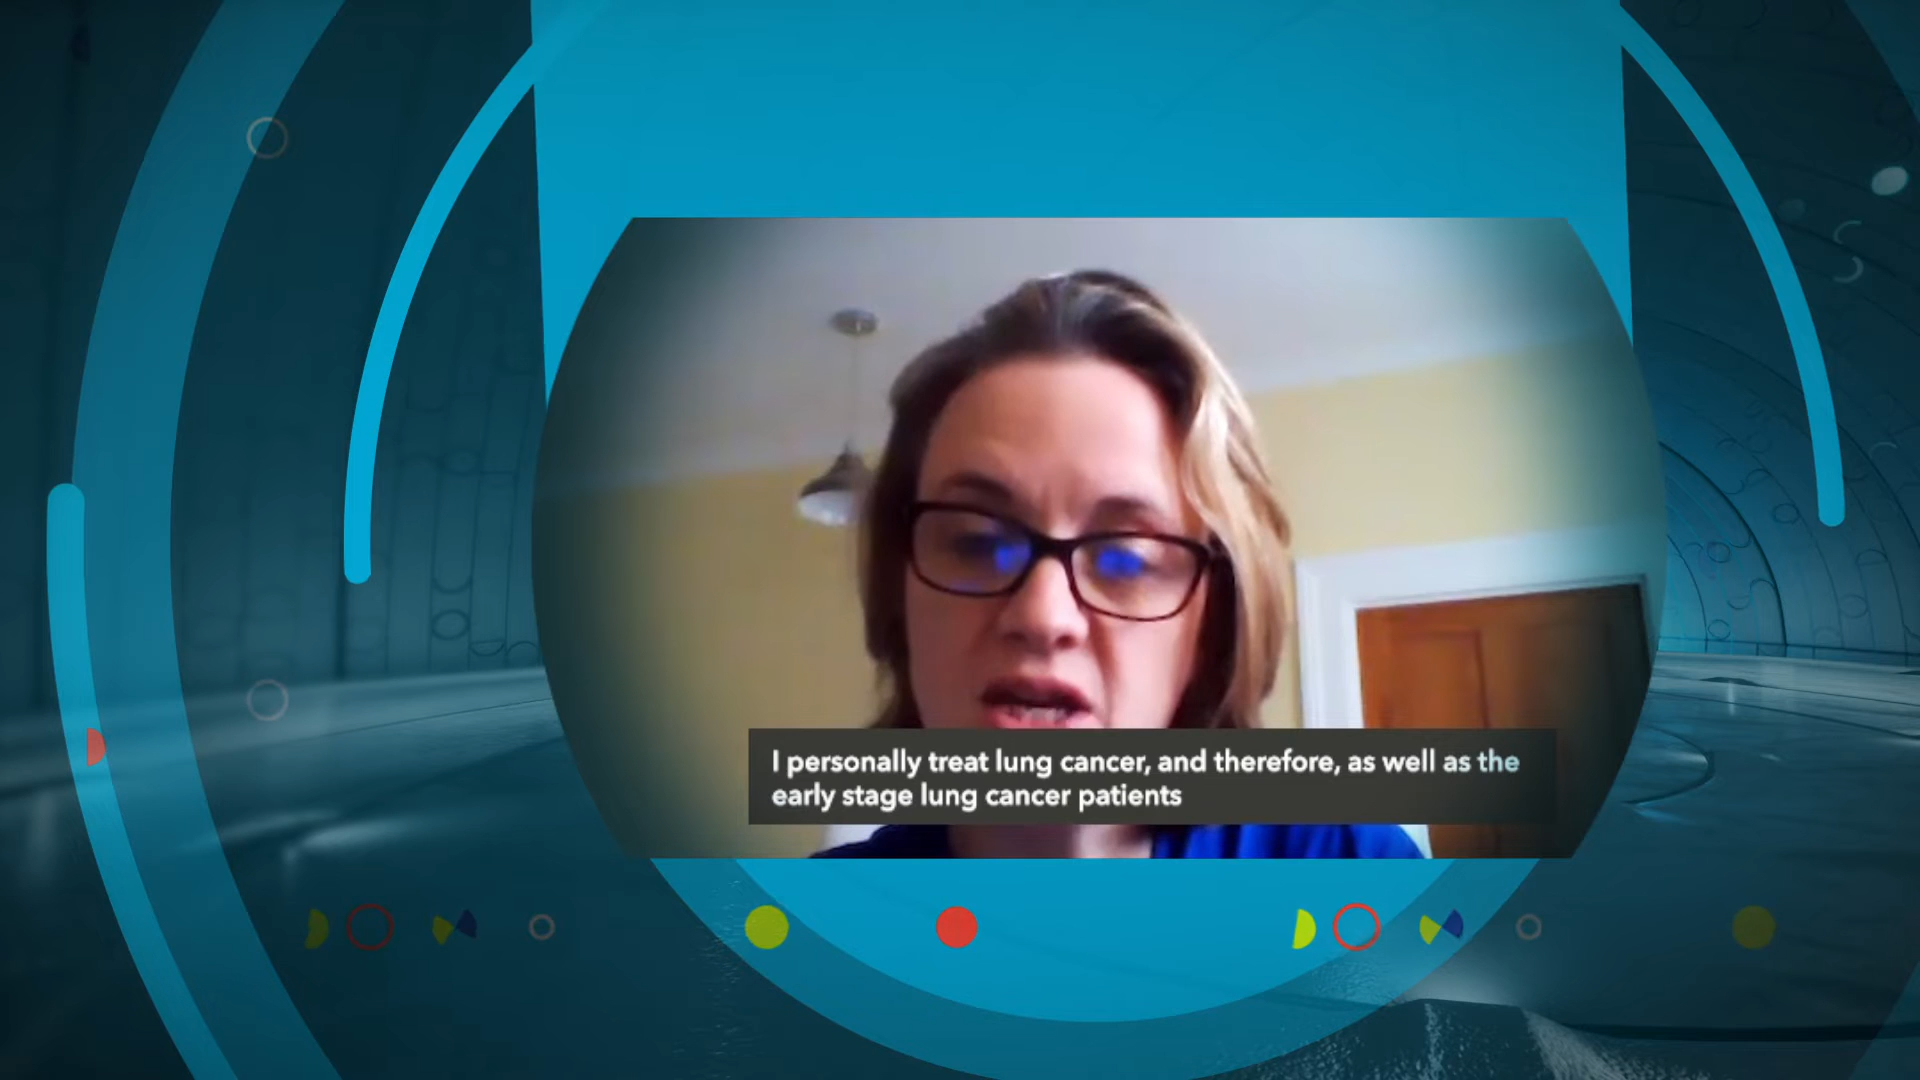 I personally treat lung cancer, and therefore, as well as the
early stage lung cancer patients